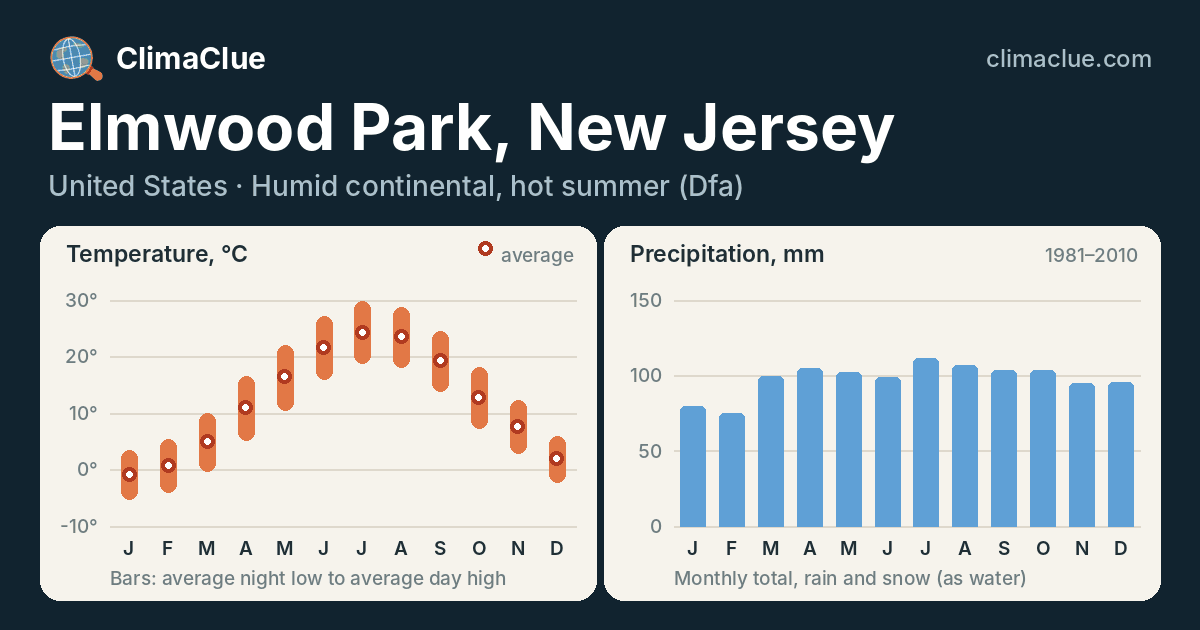 ClimaClue
climaclue.com
Elmwood Park, New Jersey
United States · Humid continental, hot summer (Dfa)
Temperature, °C
average
30°
20°
10°
0°
-10°
J F M A M J J A S O N D
Bars: average night low to average day high
Precipitation, mm
1981–2010
150
100
50
0
J F M A M J J A S O N D
Monthly total, rain and snow (as water)